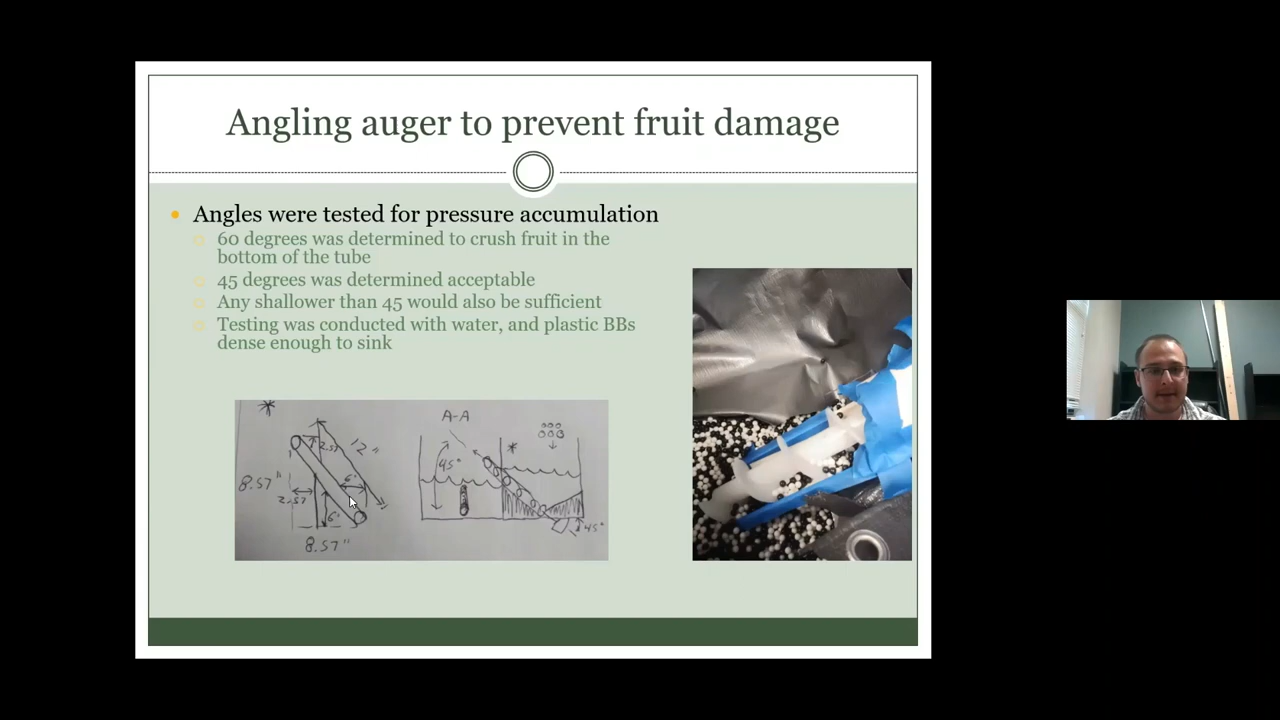 Angling auger to prevent fruit damage
Angles were tested for pressure accumulation
60 degrees was determined to crush fruit in the
bottom of the tube
45 degrees was determined acceptable
Any shallower than 45 would also be sufficient
Testing was conducted with water, and plastic BBs
dense enough to sink
*
12"
8.57"
6"
6"
8.57"
A-A
45°
*
45°